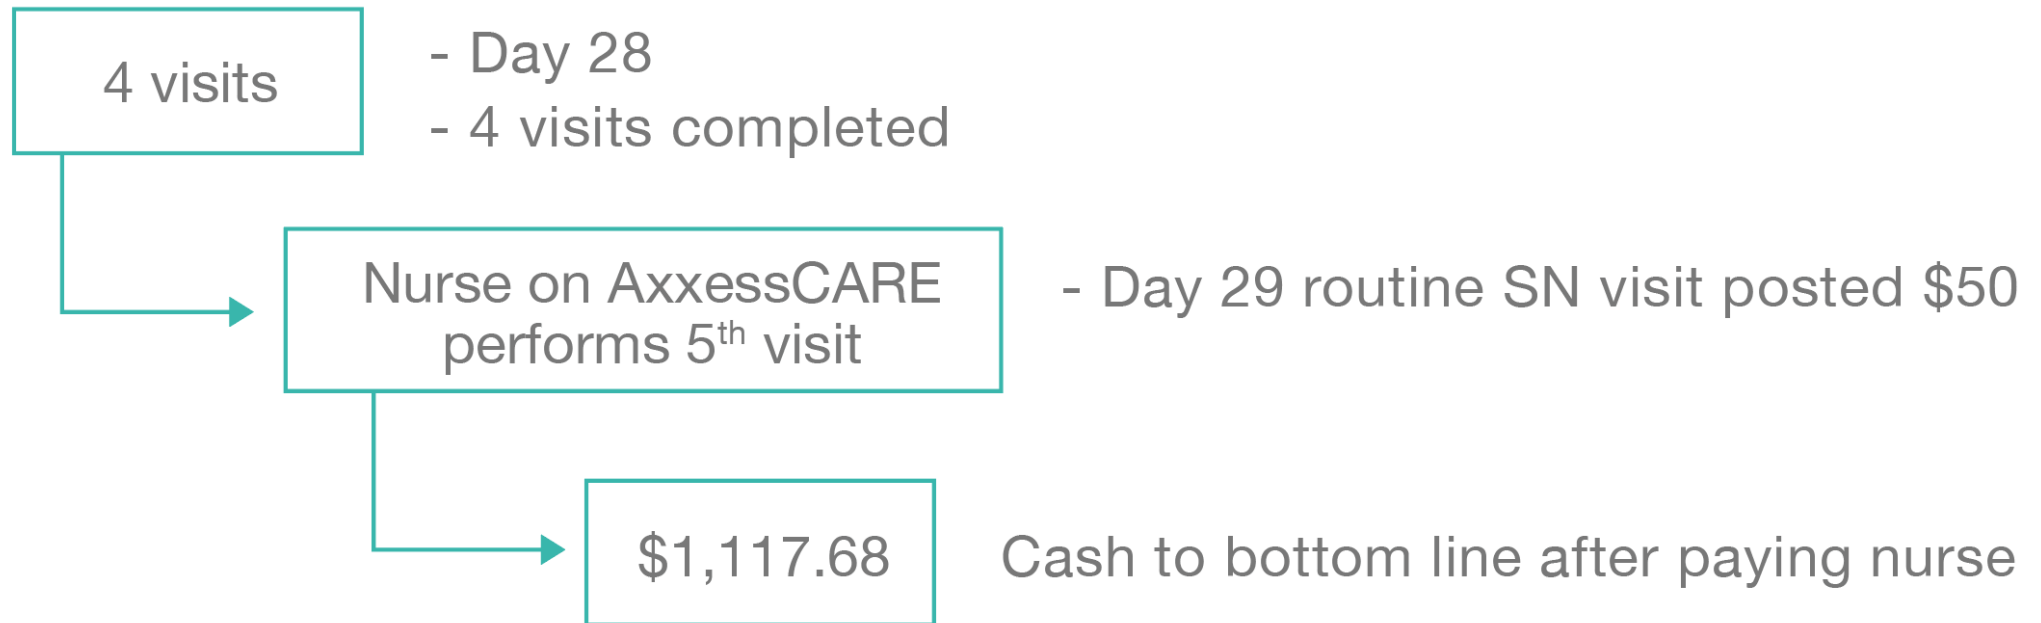 4 visits
- Day 28
- 4 visits completed
Nurse on AxxessCARE
performs 5th visit
- Day 29 routine SN visit posted $50
$1,117.68
Cash to bottom line after paying nurse